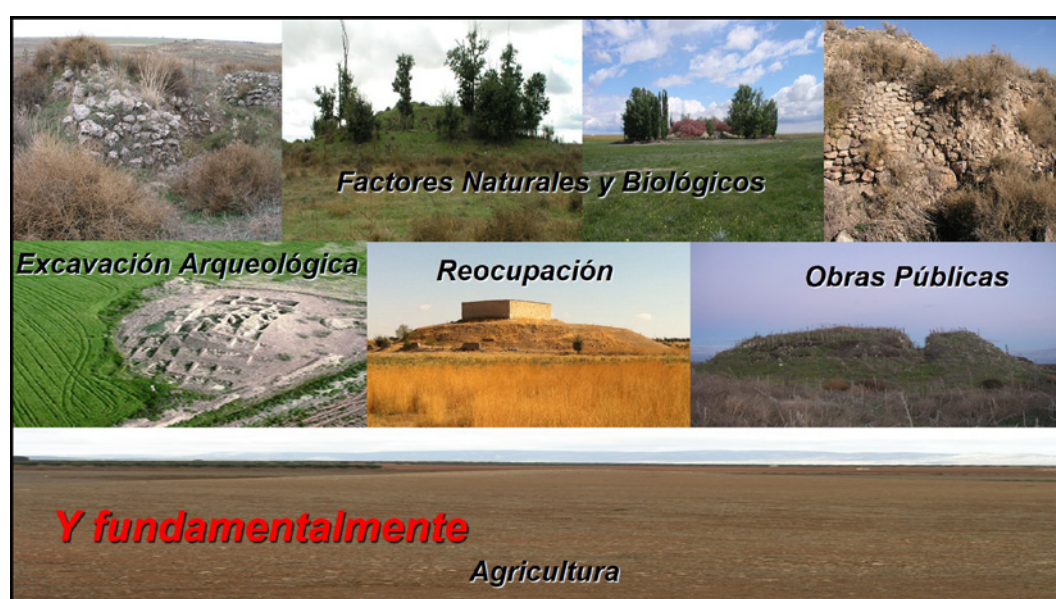 Factores Naturales y Biológicos
Excavación Arqueológica
Reocupación
Obras Públicas
Y fundamentalmente
Agricultura